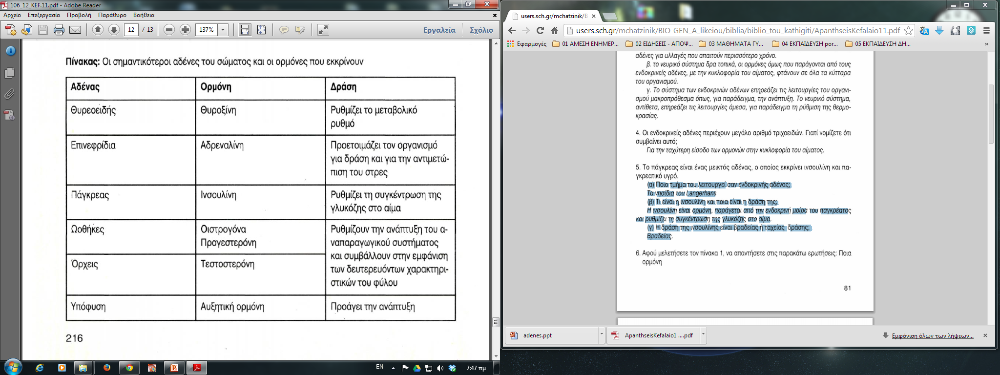 106_12_KEF.11.pdf - Adobe Reader
Αρχείο Επεξεργασία Προβολή Παράθυρο Βοήθεια
12 / 13 137% Εργαλεία Σχόλιο
Πίνακας: Οι σημαντικότεροι αδένες του σώματος και οι ορμόνες που εκκρίνουν
Αδένας Ορμόνη Δράση
Θυρεοειδής Θυροξίνη Ρυθμίζει το μεταβολικό
ρυθμό
Επινεφρίδια Αδρεναλίνη Προετοιμάζει τον οργανισμό
για δράση και για την αντιμετώ-
πιση του στρες
Πάγκρεας Ινσουλίνη Ρυθμίζει τη συγκέντρωση της
γλυκόζης στο αίμα
Ωοθήκες Οιστρογόνα Ρυθμίζουν την ανάπτυξη του α-
Προγεστερόνη ναπαραγωγικού συστήματος
και συμβάλλουν στην εμφάνιση
Όρχεις Τεστοστερόνη των δευτερευόντων χαρακτηρι-
στικών του φύλου
Υπόφυση Αυξητική ορμόνη Προάγει την ανάπτυξη
216
EN 7:47 πμ
users.sch.gr/mchatzinik/B
users.sch.gr/mchatzinik/BIO-GEN_A_likeiou/biblia/biblio_tou_kathigiti/ApanthseisKefalaio11.pdf
Εφαρμογές 01 ΑΜΕΣΗ ΕΝΗΜΕΡ... 02 ΕΙΔΗΣΕΙΣ - ΑΠΟΨ... 03 ΜΑΘΗΜΑΤΑ ΓΥ... 04 ΕΚΠΑΙΔΕΥΣΗ por... 05 ΕΚΠΑΙΔΕΥΣΗ ΔΗ... »
αδένες για αλλαγές που απαιτούν περισσότερο χρόνο.
β. το νευρικό σύστημα δρα τοπικά, οι ορμόνες όμως που παράγονται από τους
ενδοκρινείς αδένες, με την κυκλοφορία του αίματος, φτάνουν σε όλα τα κύτταρα
του οργανισμού.
γ. Το σύστημα των ενδοκρινών αδένων επηρεάζει τις λειτουργίες του οργανι-
σμού μακροπρόθεσμα όπως, για παράδειγμα, την ανάπτυξη. Το νευρικό σύστημα,
αντίθετα, επηρεάζει τις λειτουργίες άμεσα, για παράδειγμα τη ρύθμιση της θερμο-
κρασίας.
4. Οι ενδοκρινείς αδένες περιέχουν μεγάλο αριθμό τριχοειδών. Γιατί νομίζετε ότι
συμβαίνει αυτό;
Για την ταχύτερη είσοδο των ορμονών στην κυκλοφορία του αίματος.
5. Το πάγκρεας είναι ένας μεικτός αδένας, ο οποίος εκκρίνει ινσουλίνη και πα-
γκρεατικό υγρό.
(α) Ποιο τμήμα του λειτουργεί σαν ενδοκρινής αδένας;
Τα νησίδια του Langerhans
(β) Τι είναι η ινσουλίνη και ποια είναι η δράση της;
Η ινσουλίνη είναι ορμόνη, παράγεται από την ενδοκρινή μοίρα του παγκρέατος
και ρυθμίζει τη συγκέντρωση της γλυκόζης στο αίμα.
(γ) Η δράση της ινσουλίνης είναι βραδείας ή ταχείας δράσης;
Βραδείας.
6. Αφού μελετήσετε τον πίνακα 1, να απαντήσετε στις παρακάτω ερωτήσεις: Ποια
ορμόνη
81
adenes.ppt ApanthseisKefalaio1 ....pdf Εμφάνιση όλων των λήψεων...